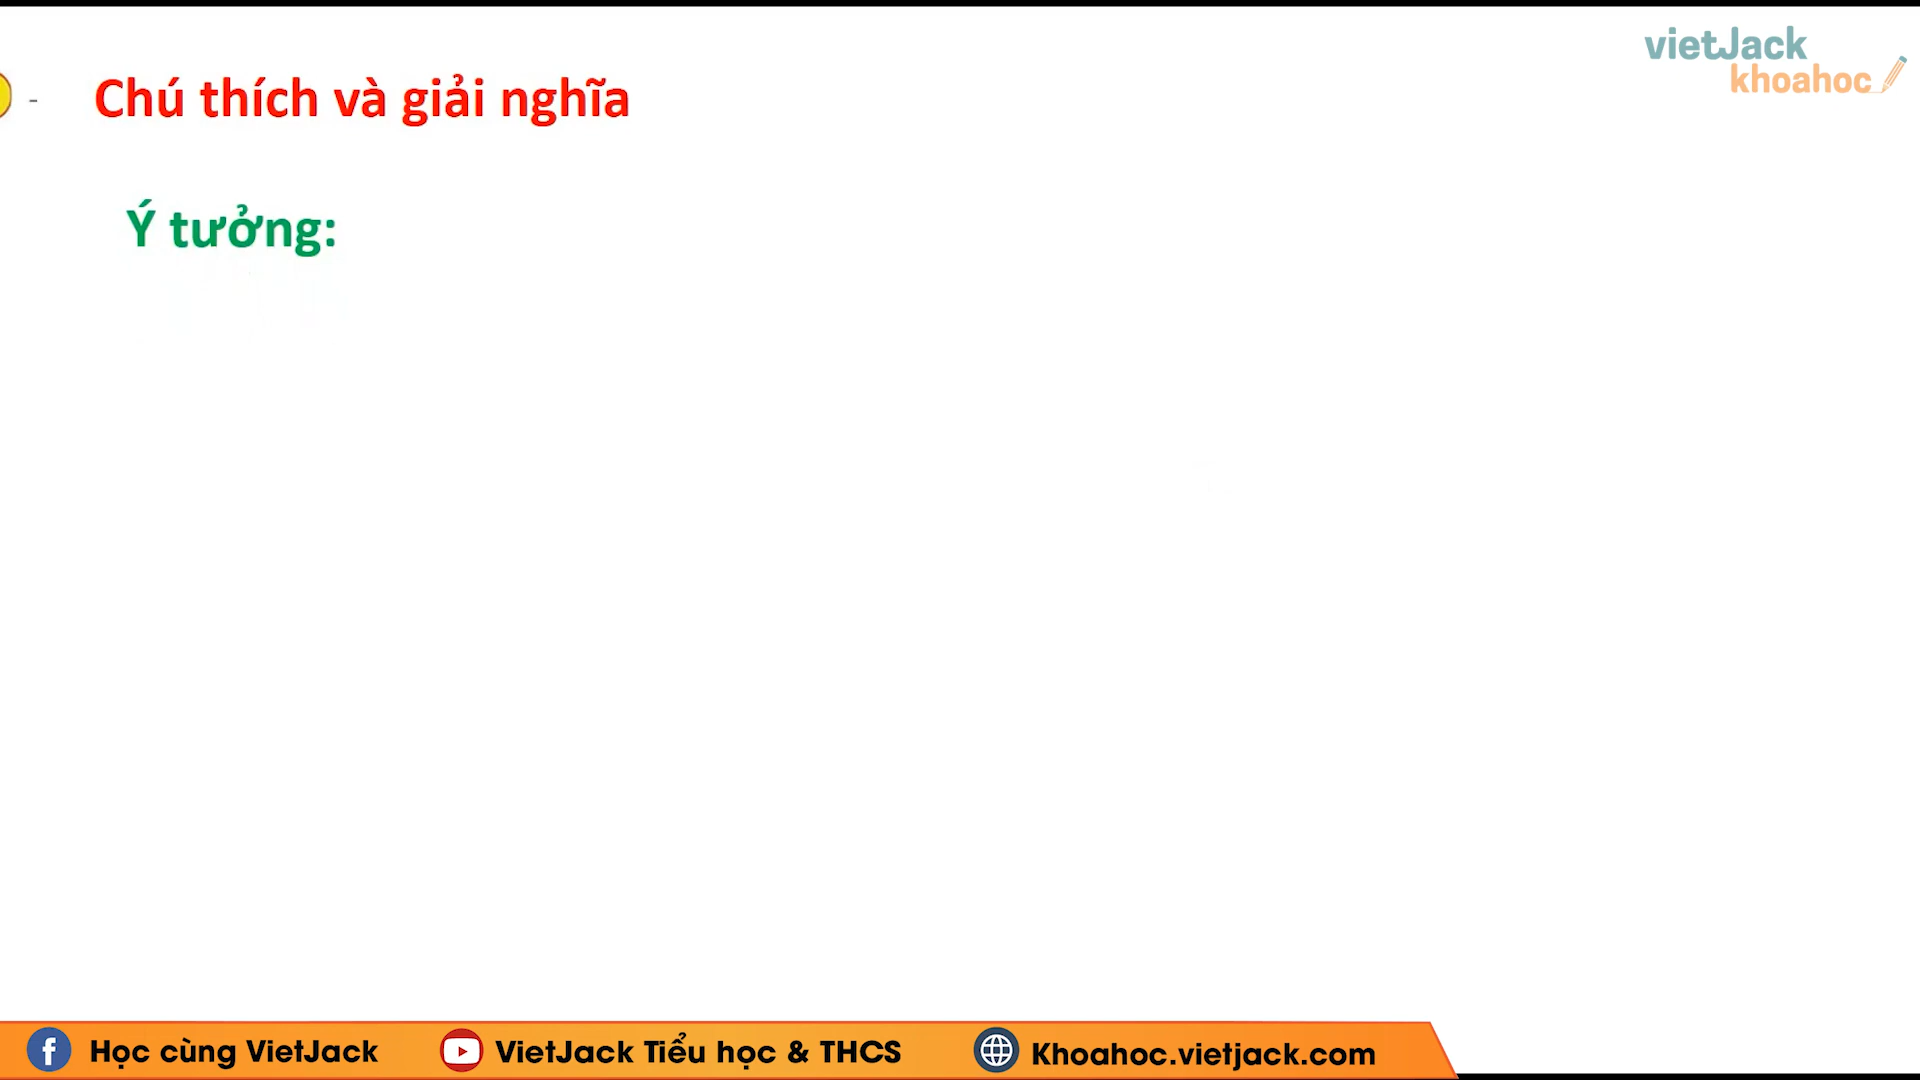 vietJack
khoahoc
- Chú thích và giải nghĩa
Ý tưởng:
Học cùng VietJack
VietJack Tiểu học & THCS
Khoahoc.vietjack.com